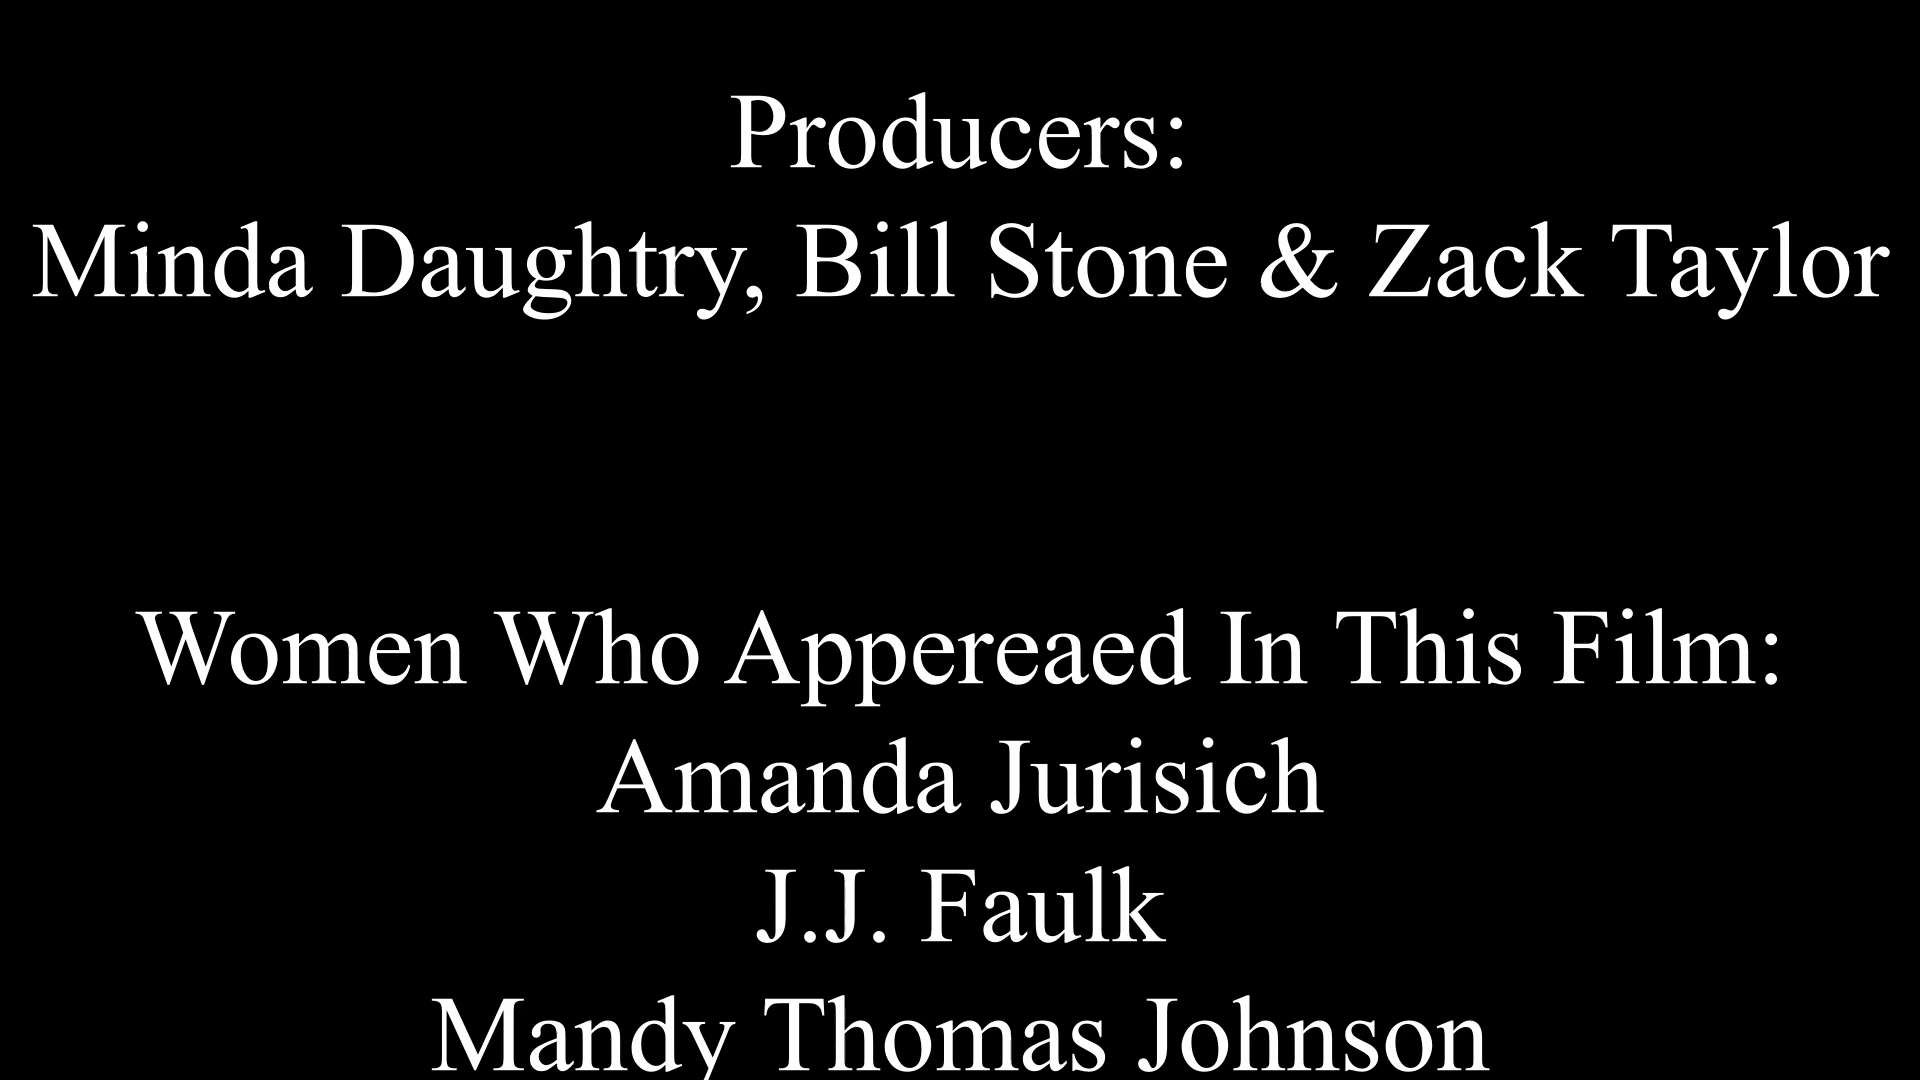 Producers:
Minda Daughtry, Bill Stone & Zack Taylor
Women Who Appereaed In This Film:
Amanda Jurisich
J.J. Faulk
Mandy Thomas Johnson